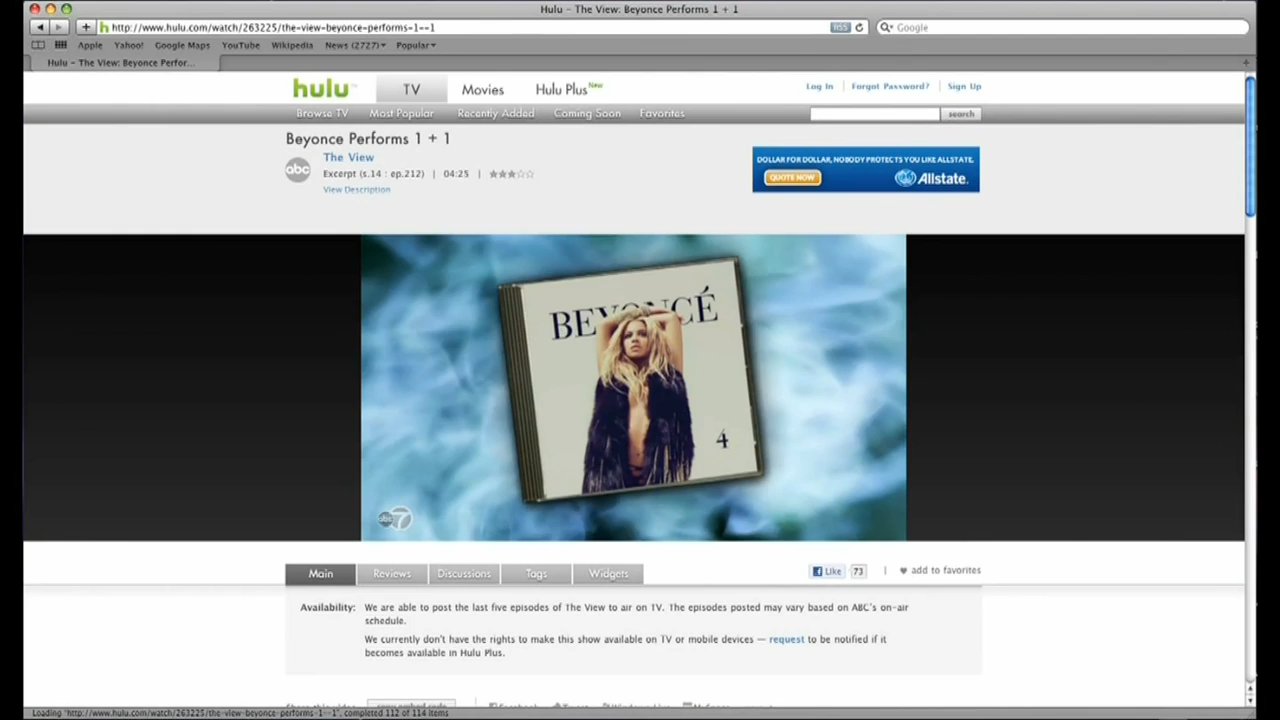 Hulu - The View: Beyonce Performs 1 + 1
http://www.hulu.com/watch/263225/the-view-beyonce-performs-1--1
RSS
Google
Apple Yahoo! Google Maps YouTube Wikipedia News (2727) Popular
Hulu - The View: Beyonce Perfor...
hulu TV Movies Hulu Plus New
Log In Forgot Password? Sign Up
Browse TV Most Popular Recently Added Coming Soon Favorites
search
Beyonce Performs 1 + 1
abc
The View
Excerpt (s.14 : ep.212) | 04:25 |
View Description
DOLLAR FOR DOLLAR, NOBODY PROTECTS YOU LIKE ALLSTATE.
QUOTE NOW
Allstate.
BEYONCÉ
4
abc 7
Main Reviews Discussions Tags Widgets
Like 73 | add to favorites
Availability: We are able to post the last five episodes of The View to air on TV. The episodes posted may vary based on ABC's on-air
schedule.
We currently don't have the rights to make this show available on TV or mobile devices — request to be notified if it
becomes available in Hulu Plus.
Loading "http://www.hulu.com/watch/263225/the-view-beyonce-performs-1--1", completed 112 of 114 items